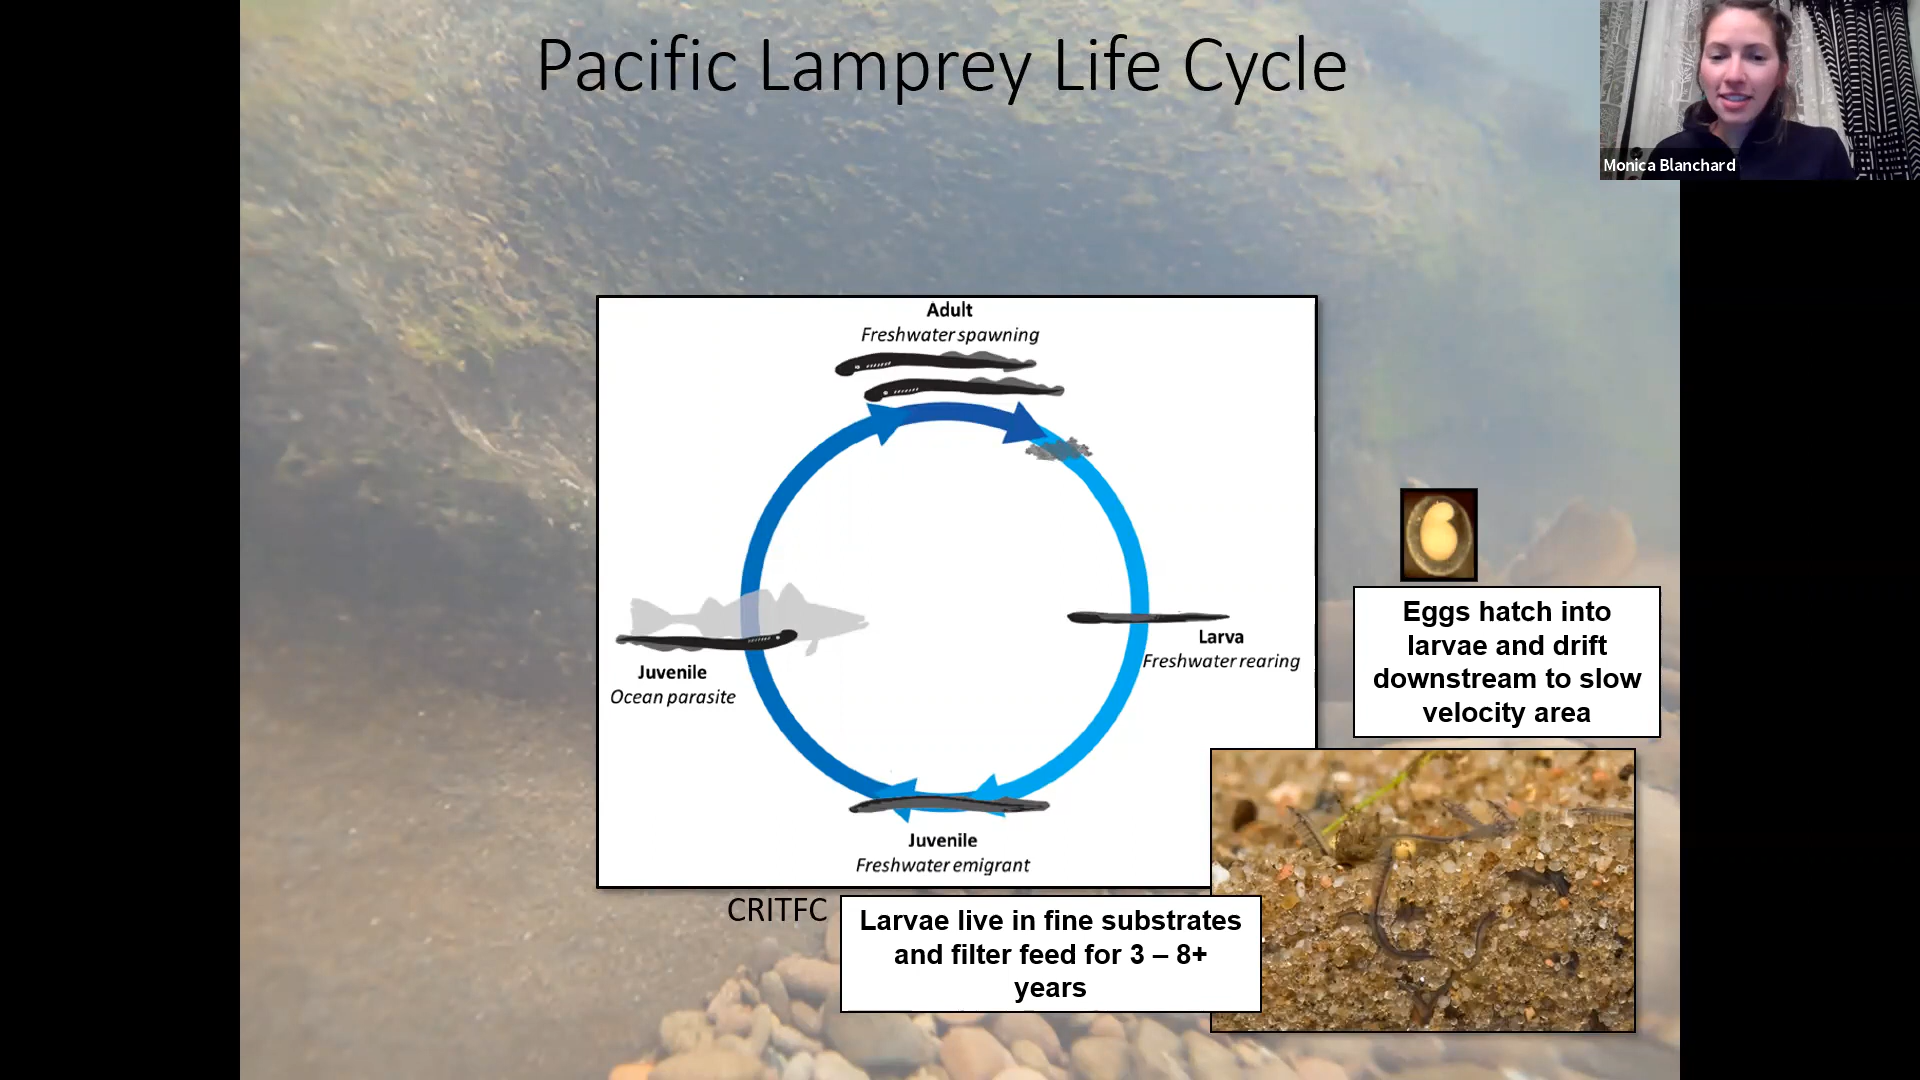 Pacific Lamprey Life Cycle
Monica Blanchard
Adult
Freshwater spawning
Larva
Freshwater rearing
Juvenile
Ocean parasite
Juvenile
Freshwater emigrant
Eggs hatch into
larvae and drift
downstream to slow
velocity area
CRITFC
Larvae live in fine substrates
and filter feed for 3 – 8+
years